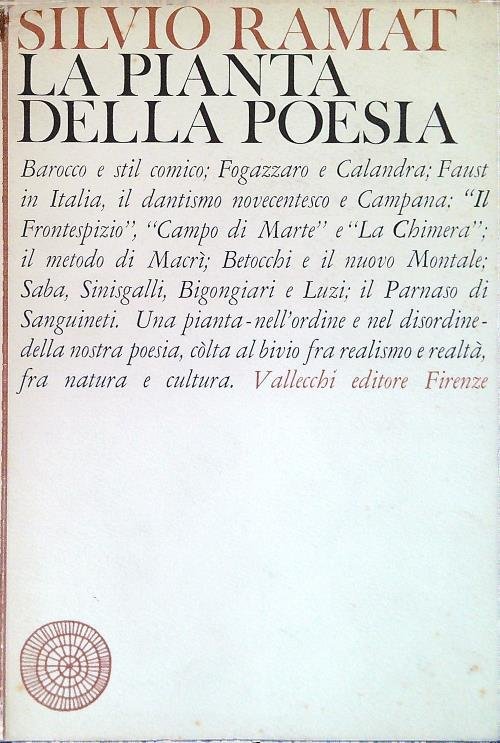 SILVIO RAMAT
LA PIANTA
DELLA POESIA
Barocco e stil comico; Fogazzaro e Calandra; Faust
in Italia, il dantismo novecentesco e Campana: “Il
Frontespizio”, “Campo di Marte” e “La Chimera”;
il metodo di Macrì; Betocchi e il nuovo Montale;
Saba, Sinisgalli, Bigongiari e Luzi; il Parnaso di
Sanguineti. Una pianta-nell'ordine e nel disordine-
della nostra poesia, còlta al bivio fra realismo e realtà,
fra natura e cultura. Vallecchi editore Firenze